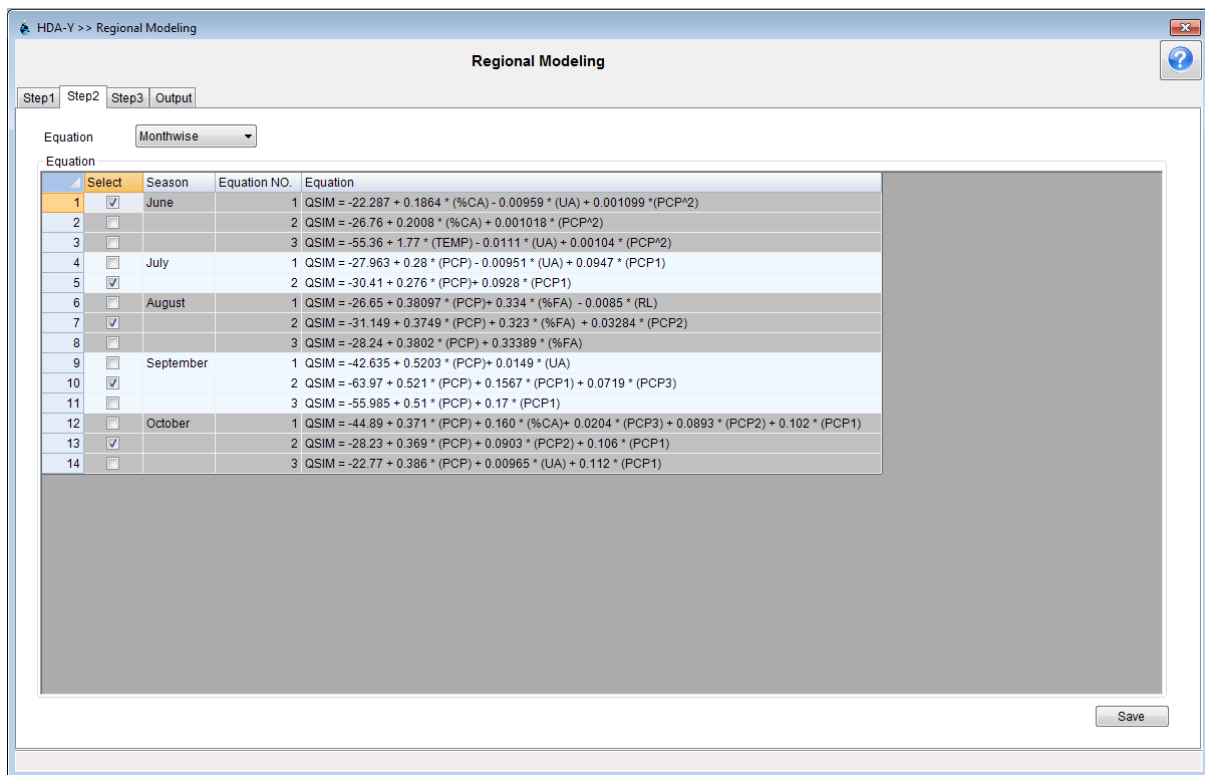 HDA-Y >> Regional Modeling
Regional Modeling
Step1 Step2 Step3 Output
Equation Monthwise
Equation
Select Season Equation NO. Equation
1 June 1 QSIM = -22.287 + 0.1864 * (%CA) - 0.00959 * (UA) + 0.001099 *(PCP^2)
2 2 QSIM = -26.76 + 0.2008 * (%CA) + 0.001018 * (PCP^2)
3 3 QSIM = -55.36 + 1.77 * (TEMP) - 0.0111 * (UA) + 0.00104 * (PCP^2)
4 July 1 QSIM = -27.963 + 0.28 * (PCP) - 0.00951 * (UA) + 0.0947 * (PCP1)
5 2 QSIM = -30.41 + 0.276 * (PCP)+ 0.0928 * (PCP1)
6 August 1 QSIM = -26.65 + 0.38097 * (PCP)+ 0.334 * (%FA) - 0.0085 * (RL)
7 2 QSIM = -31.149 + 0.3749 * (PCP) + 0.323 * (%FA) + 0.03284 * (PCP2)
8 3 QSIM = -28.24 + 0.3802 * (PCP) + 0.33389 * (%FA)
9 September 1 QSIM = -42.635 + 0.5203 * (PCP)+ 0.0149 * (UA)
10 2 QSIM = -63.97 + 0.521 * (PCP) + 0.1567 * (PCP1) + 0.0719 * (PCP3)
11 3 QSIM = -55.985 + 0.51 * (PCP) + 0.17 * (PCP1)
12 October 1 QSIM = -44.89 + 0.371 * (PCP) + 0.160 * (%CA)+ 0.0204 * (PCP3) + 0.0893 * (PCP2) + 0.102 * (PCP1)
13 2 QSIM = -28.23 + 0.369 * (PCP) + 0.0903 * (PCP2) + 0.106 * (PCP1)
14 3 QSIM = -22.77 + 0.386 * (PCP) + 0.00965 * (UA) + 0.112 * (PCP1)
Save